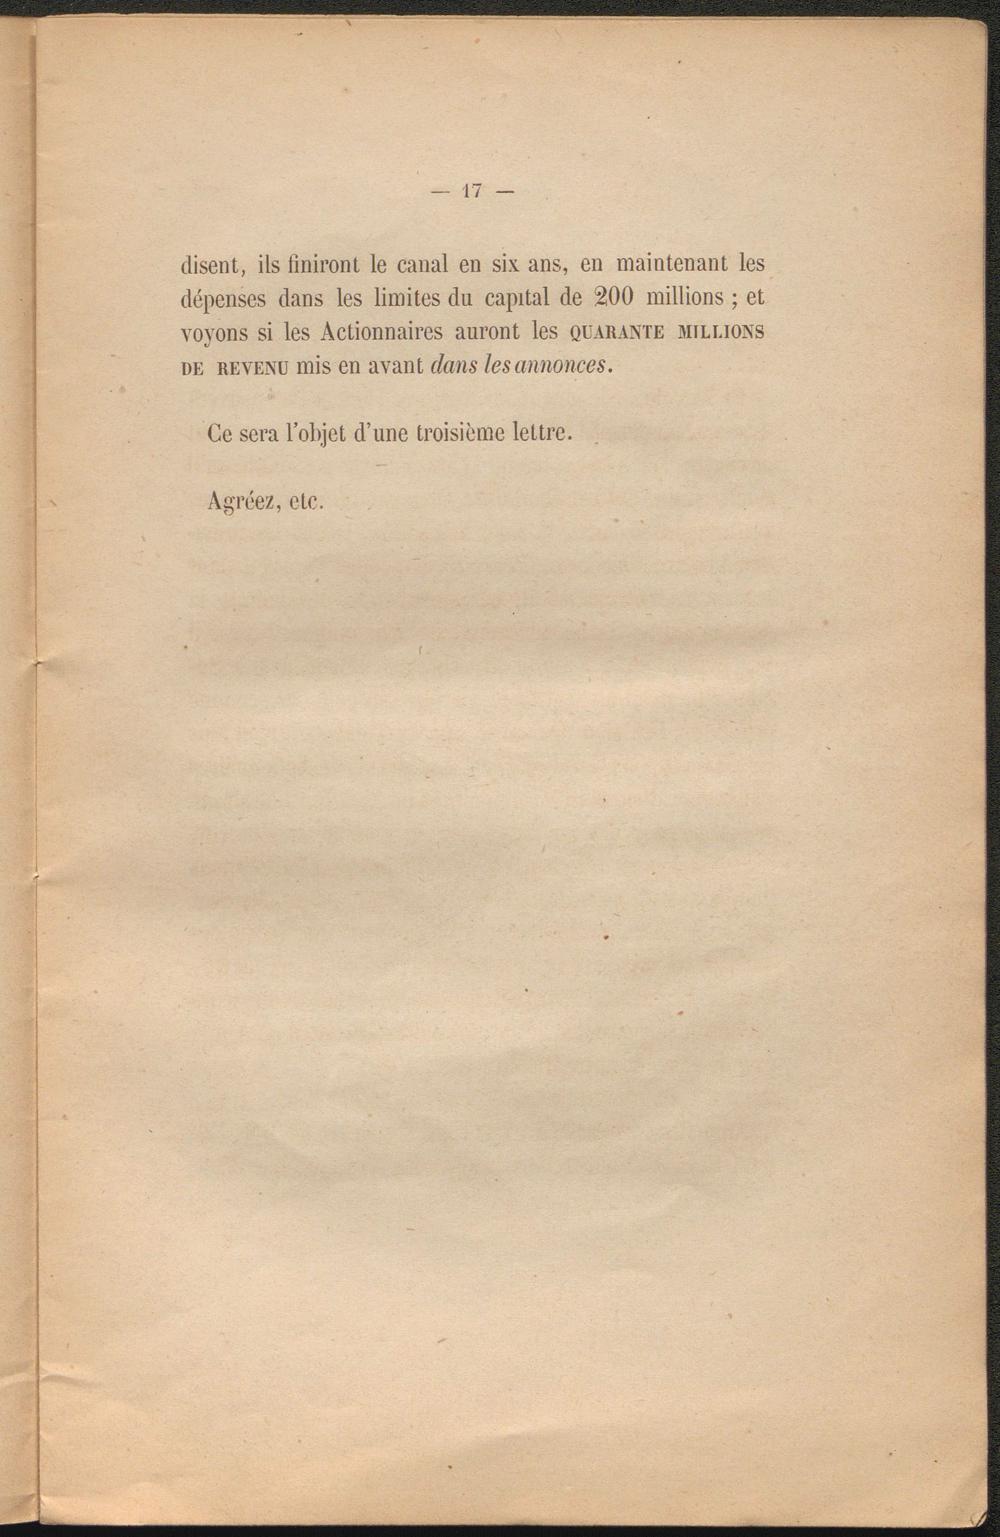 — 17 —
disent, ils finiront le canal en six ans, en maintenant les
dépenses dans les limites du capital de 200 millions ; et
voyons si les Actionnaires auront les QUARANTE MILLIONS
DE REVENU mis en avant dans les annonces.
Ce sera l'objet d'une troisième lettre.
Agréez, etc.